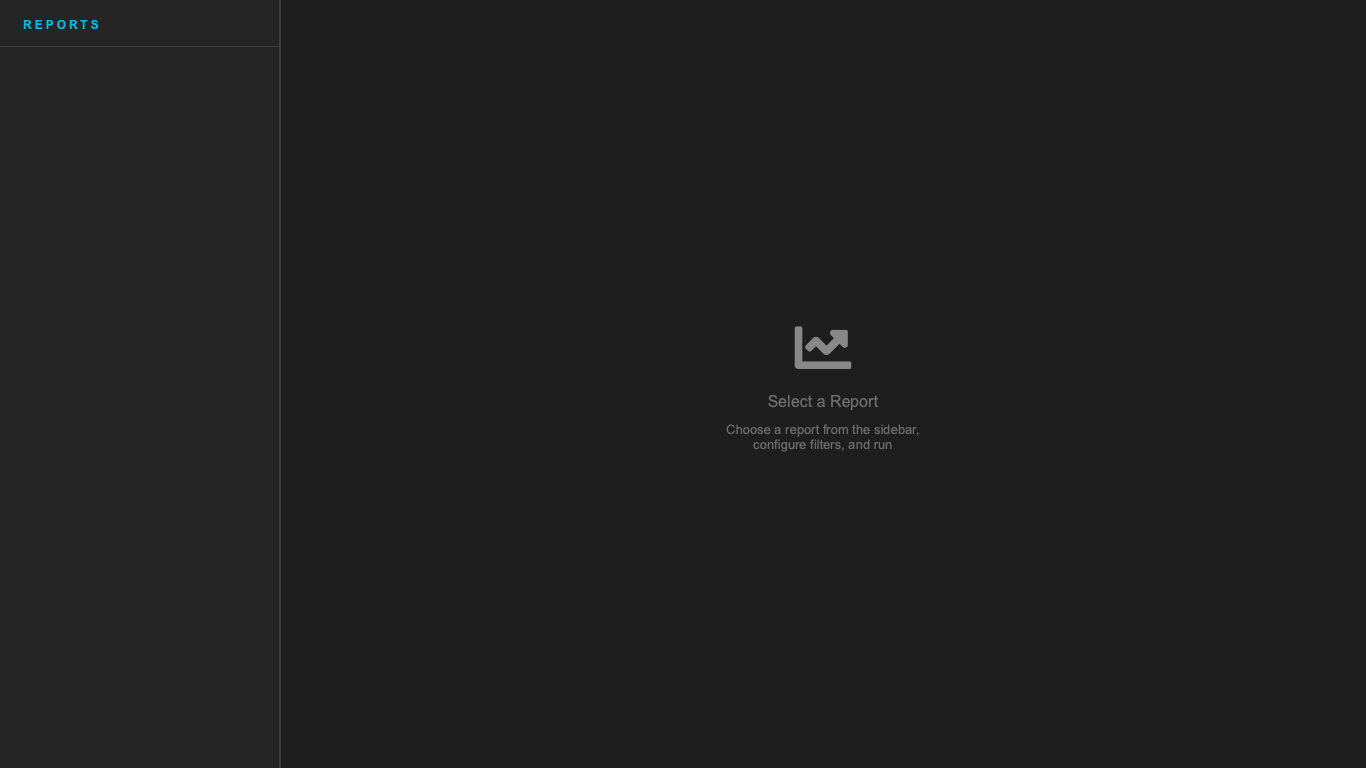 REPORTS
Select a Report
Choose a report from the sidebar,
configure filters, and run